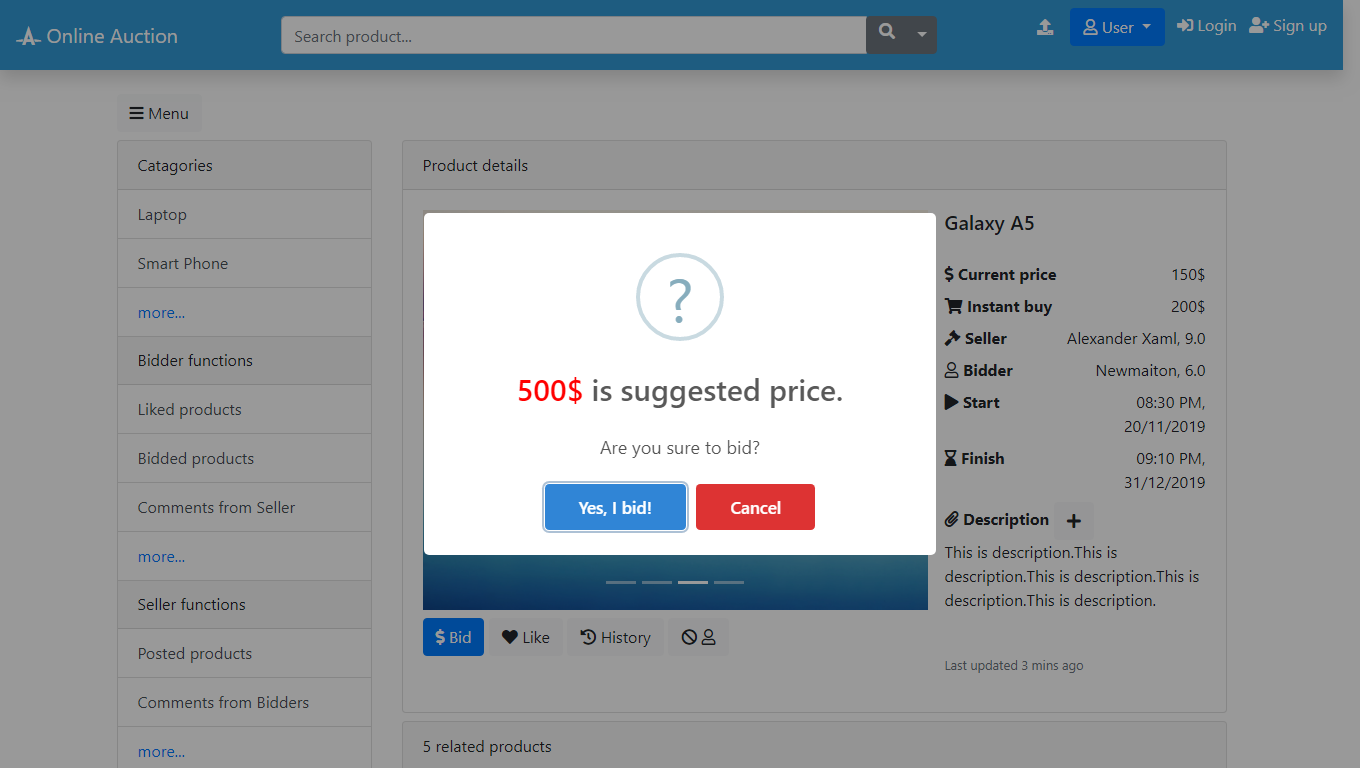 Online Auction
Search product...
User
Login
Sign up
Menu
Catagories
Laptop
Smart Phone
more...
Bidder functions
Liked products
Bidded products
Comments from Seller
more...
Seller functions
Posted products
Comments from Bidders
more...
Product details
?
500$ is suggested price.
Are you sure to bid?
Yes, I bid!
Cancel
Bid
Like
History
Galaxy A5
$ Current price 150$
Instant buy 200$
Seller Alexander Xaml, 9.0
Bidder Newmaiton, 6.0
Start 08:30 PM,
20/11/2019
Finish 09:10 PM,
31/12/2019
Description
This is description.This is
description.This is description.This is
description.This is description.
Last updated 3 mins ago
5 related products